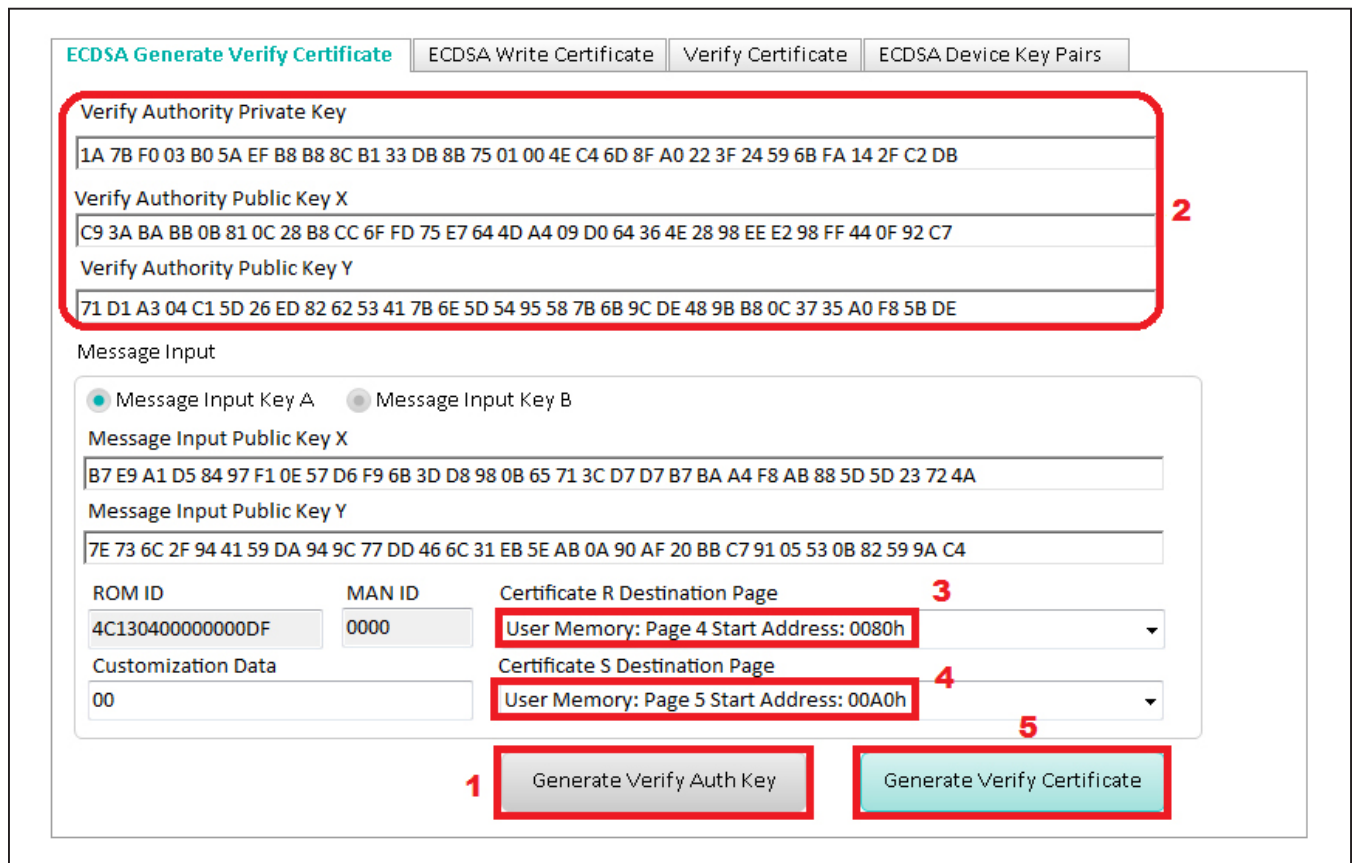 ECDSA Generate Verify Certificate ECDSA Write Certificate Verify Certificate ECDSA Device Key Pairs
Verify Authority Private Key
1A 7B F0 03 B0 5A EF B8 B8 8C B1 33 DB 8B 75 01 00 4E C4 6D 8F A0 22 3F 24 59 6B FA 14 2F C2 DB
Verify Authority Public Key X
C9 3A BA BB 0B 81 0C 28 B8 CC 6F FD 75 E7 64 4D A4 09 D0 64 36 4E 28 98 EE E2 98 FF 44 0F 92 C7
2
Verify Authority Public Key Y
71 D1 A3 04 C1 5D 26 ED 82 62 53 41 7B 6E 5D 54 95 58 7B 6B 9C DE 48 9B B8 0C 37 35 A0 F8 5B DE
Message Input
Message Input Key A Message Input Key B
Message Input Public Key X
B7 E9 A1 D5 84 97 F1 0E 57 D6 F9 6B 3D D8 98 0B 65 71 3C D7 D7 B7 BA A4 F8 AB 88 5D 5D 23 72 4A
Message Input Public Key Y
7E 73 6C 2F 94 41 59 DA 94 9C 77 DD 46 6C 31 EB 5E AB 0A 90 AF 20 BB C7 91 05 53 0B 82 59 9A C4
ROM ID MAN ID Certificate R Destination Page 3
4C130400000000DF 0000 User Memory: Page 4 Start Address: 0080h
Customization Data Certificate S Destination Page 4
00 User Memory: Page 5 Start Address: 00A0h
5
1 Generate Verify Auth Key Generate Verify Certificate